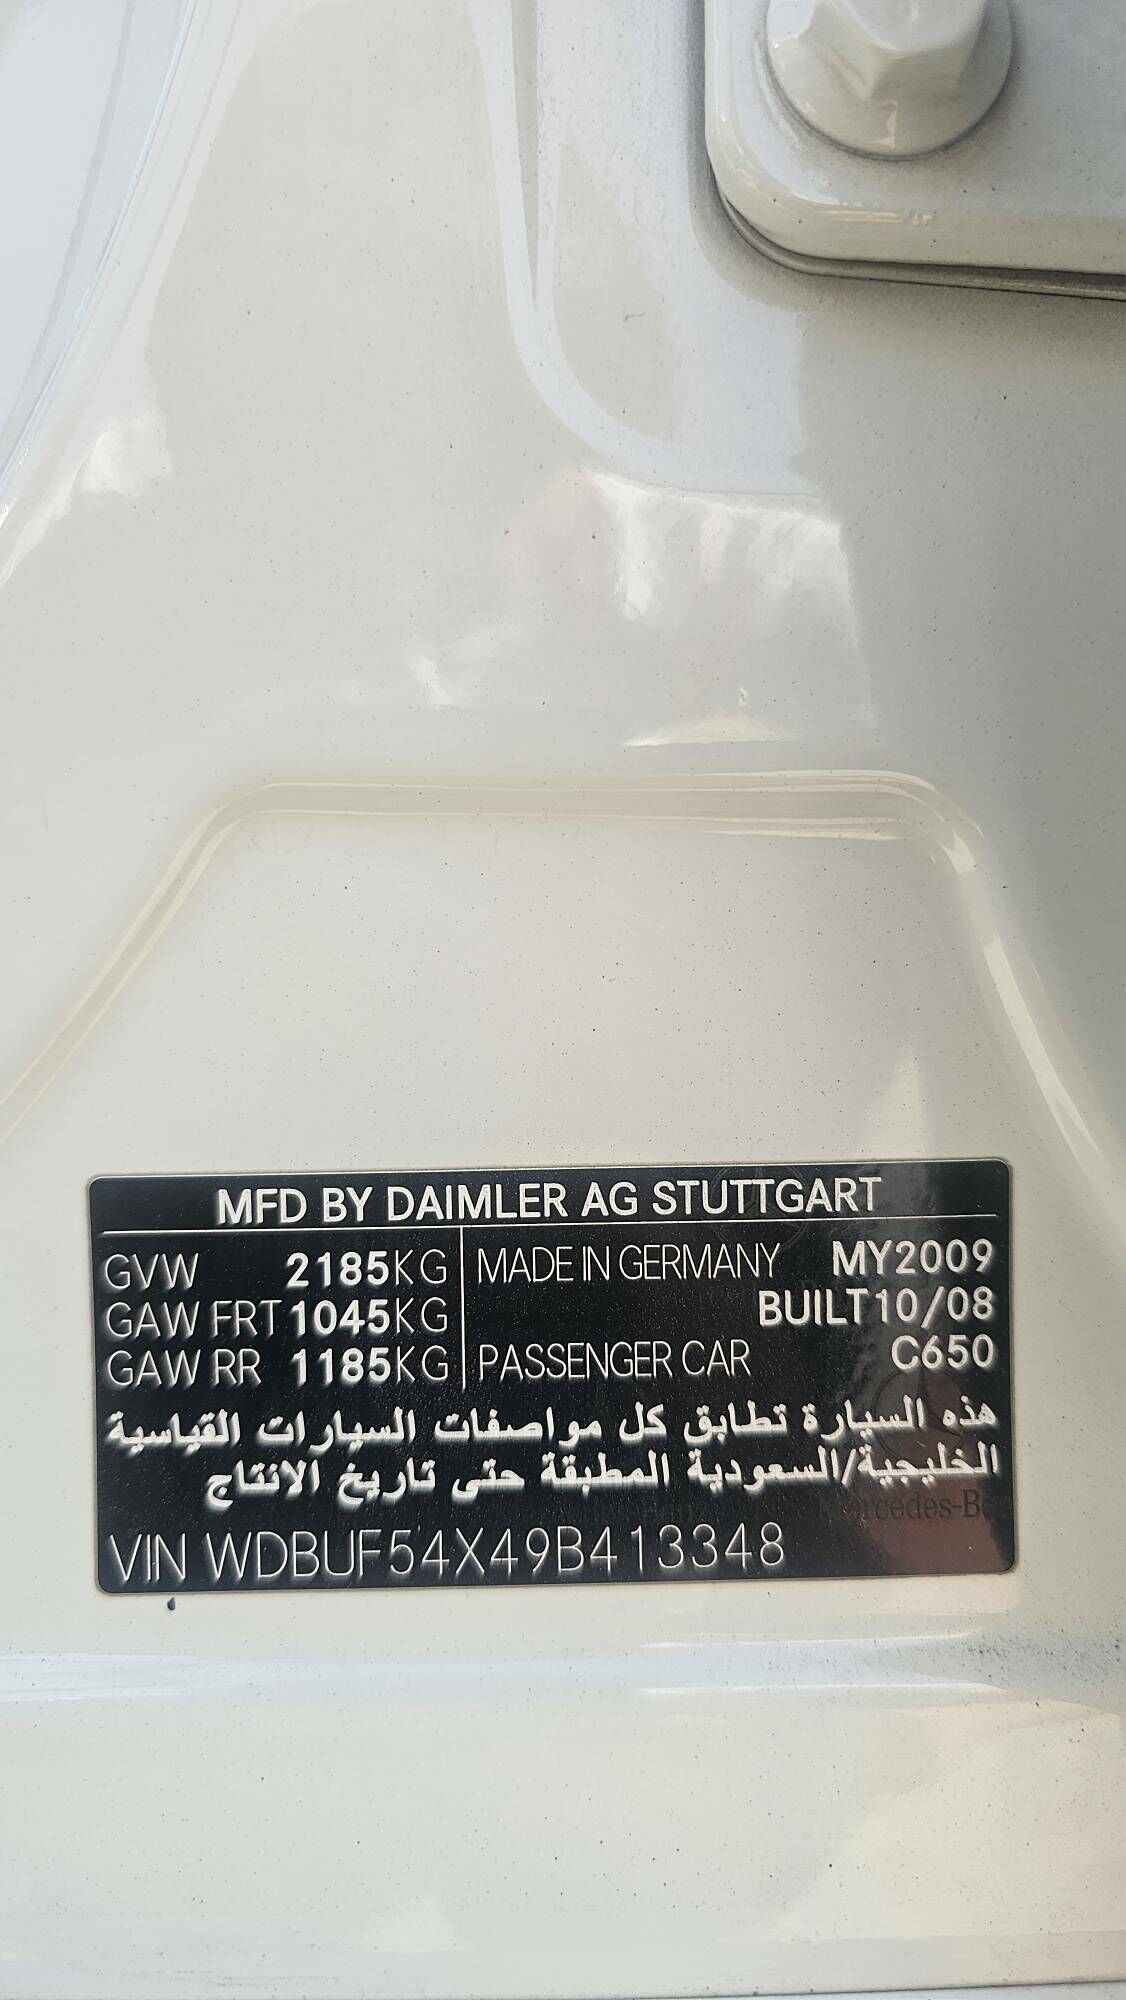 MFD BY DAIMLER AG STUTTGART
GVW 2185KG MADE IN GERMANY MY2009
GAW FRT 1045KG BUILT10/08
GAW RR 1185KG PASSENGER CAR C650
هذه السيارة تطابق كل مواصفات السيارات القياسية
الخليجية/السعودية المطبقة حتى تاريخ الانتاج
Mercedes-B
VIN WDBUF54X49B413348